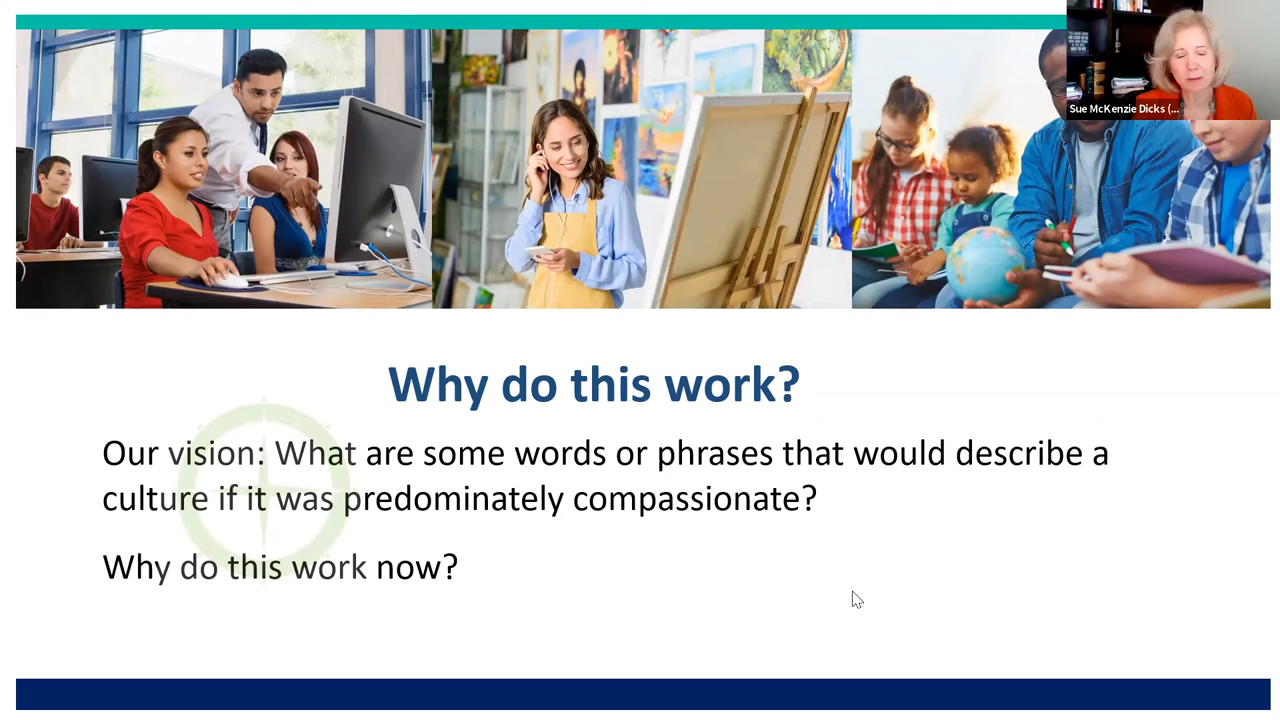 Sue McKenzie Dicks (...
Why do this work?
Our vision: What are some words or phrases that would describe a
culture if it was predominately compassionate?
Why do this work now?